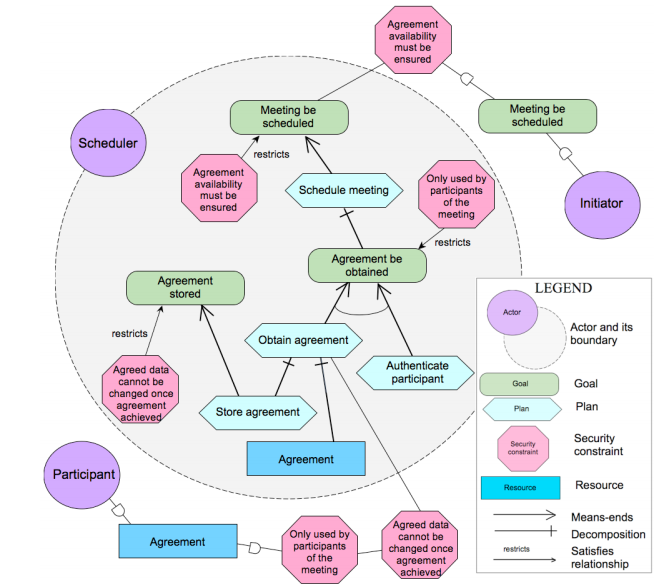 Agreement
availability
must be
ensured
Meeting be
scheduled
Meeting be
scheduled
Scheduler
restricts
Agreement
availability
must be
ensured
Schedule meeting
Only used by
participants
of the
meeting
Initiator
restricts
Agreement be
obtained
Agreement
stored
restricts
Obtain agreement
Authenticate
participant
Agreed data
cannot be
changed once
agreement
achieved
Store agreement
Agreement
Participant
Agreement
Only used by
participants
of the
meeting
Agreed data
cannot be
changed once
agreement
achieved
LEGEND
Actor
Actor and its
boundary
Goal
Goal
Plan
Plan
Security
constraint
Security
constraint
Resource
Resource
Means-ends
Decomposition
restricts
Satisfies
relationship